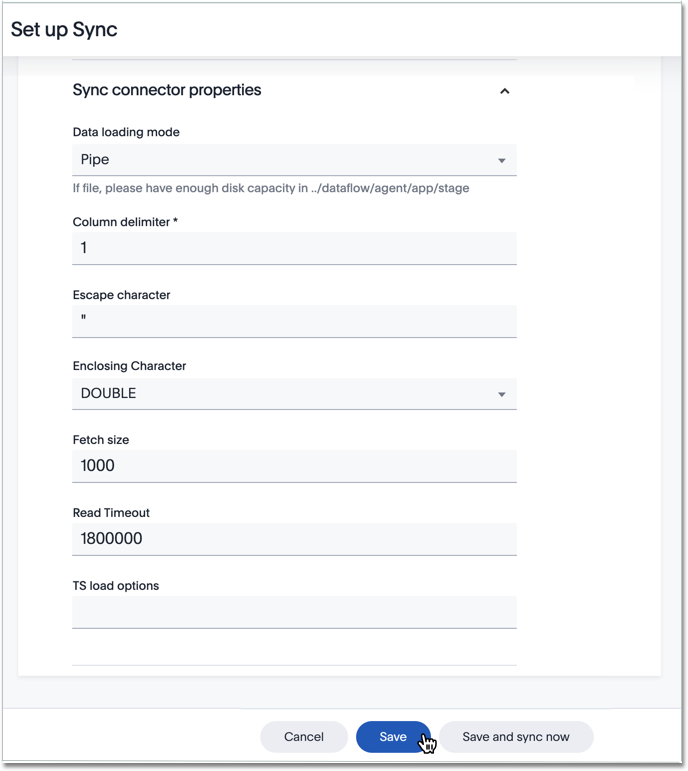 Set up Sync
Sync connector properties
Data loading mode
Pipe
If file, please have enough disk capacity in ../dataflow/agent/app/stage
Column delimiter *
1
Escape character
"
Enclosing Character
DOUBLE
Fetch size
1000
Read Timeout
1800000
TS load options
Cancel
Save
Save and sync now